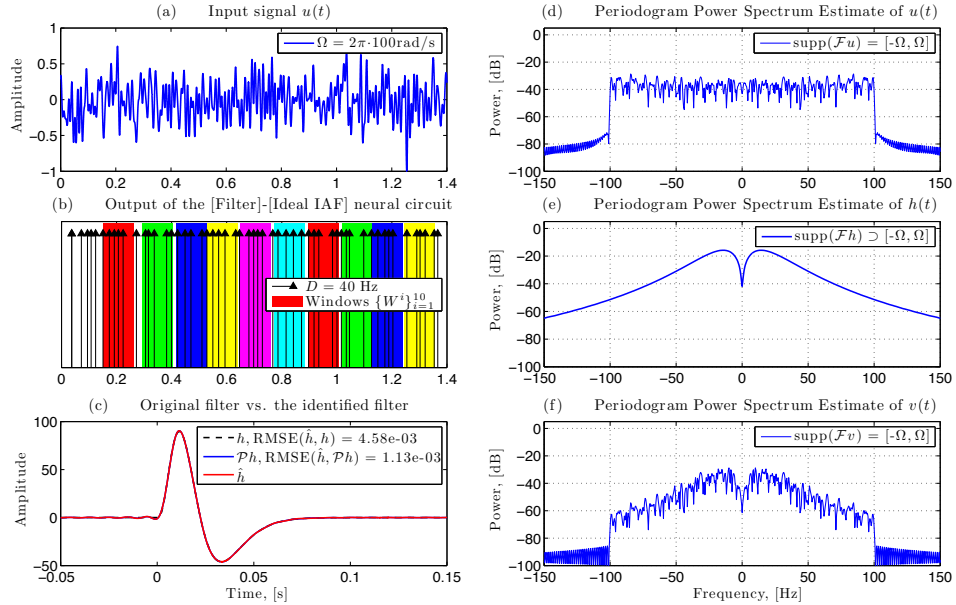 (a) Input signal u(t)
Amplitude
1
0.5
0
−0.5
−1
Ω = 2π·100rad/s
0 0.2 0.4 0.6 0.8 1 1.2 1.4
(b) Output of the [Filter]-[Ideal IAF] neural circuit
D = 40 Hz
Windows {W^i}_{i=1}^{10}
0 0.2 0.4 0.6 0.8 1 1.2 1.4
(c) Original filter vs. the identified filter
Amplitude
100
50
0
−50
h, RMSE(ĥ, h) = 4.58e-03
𝒫h, RMSE(ĥ, 𝒫h) = 1.13e-03
ĥ
−0.05 0 0.05 0.1 0.15
Time, [s]
(d) Periodogram Power Spectrum Estimate of u(t)
Power, [dB]
0
−20
−40
−60
−80
−100
supp(ℱu) = [-Ω, Ω]
−150 −100 −50 0 50 100 150
(e) Periodogram Power Spectrum Estimate of h(t)
Power, [dB]
0
−20
−40
−60
−80
−100
supp(ℱh) ⊃ [-Ω, Ω]
−150 −100 −50 0 50 100 150
(f) Periodogram Power Spectrum Estimate of v(t)
Power, [dB]
0
−20
−40
−60
−80
−100
supp(ℱv) = [-Ω, Ω]
−150 −100 −50 0 50 100 150
Frequency, [Hz]